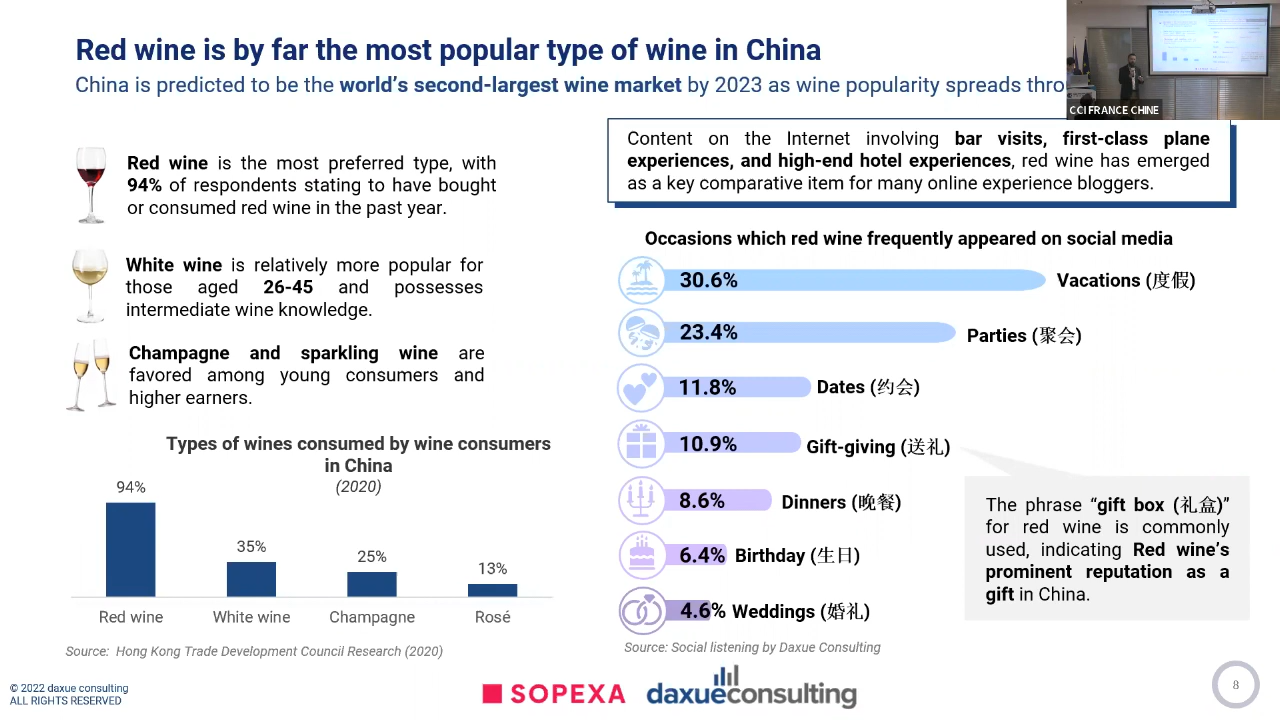 Red wine is by far the most popular type of wine in China
China is predicted to be the world's second-largest wine market by 2023 as wine popularity spreads thro
CCI FRANCE CHINE
Red wine is the most preferred type, with
94% of respondents stating to have bought
or consumed red wine in the past year.
White wine is relatively more popular for
those aged 26-45 and possesses
intermediate wine knowledge.
Champagne and sparkling wine are
favored among young consumers and
higher earners.
Types of wines consumed by wine consumers
in China
(2020)
94%
35%
25%
13%
Red wine
White wine
Champagne
Rosé
Source: Hong Kong Trade Development Council Research (2020)
Content on the Internet involving bar visits, first-class plane
experiences, and high-end hotel experiences, red wine has emerged
as a key comparative item for many online experience bloggers.
Occasions which red wine frequently appeared on social media
30.6% Vacations (度假)
23.4% Parties (聚会)
11.8% Dates (约会)
10.9% Gift-giving (送礼)
8.6% Dinners (晚餐)
6.4% Birthday (生日)
4.6% Weddings (婚礼)
The phrase “gift box (礼盒)”
for red wine is commonly
used, indicating Red wine's
prominent reputation as a
gift in China.
Source: Social listening by Daxue Consulting
© 2022 daxue consulting
ALL RIGHTS RESERVED
SOPEXA
daxueconsulting
8